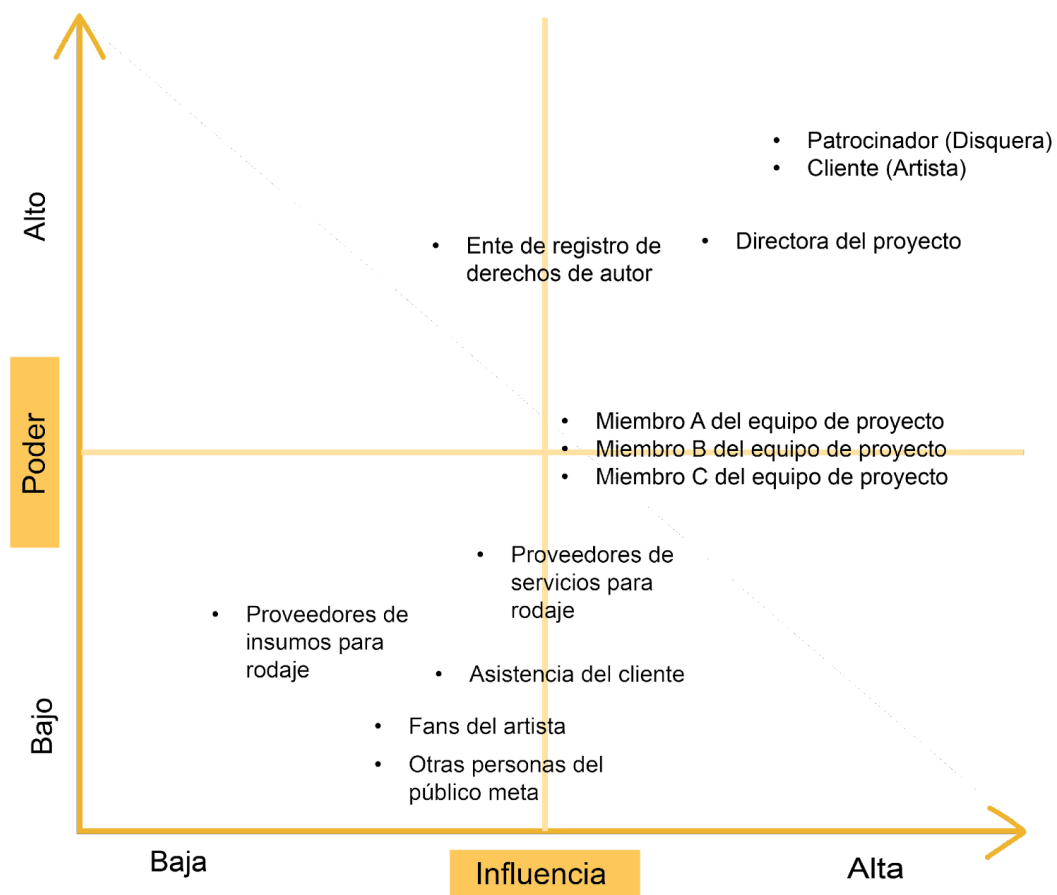 • Patrocinador (Disquera)
• Cliente (Artista)
Alto
• Ente de registro de
derechos de autor
• Directora del proyecto
Poder
• Miembro A del equipo de proyecto
• Miembro B del equipo de proyecto
• Miembro C del equipo de proyecto
• Proveedores de
servicios para
rodaje
• Proveedores de
insumos para
rodaje
• Asistencia del cliente
Bajo
• Fans del artista
• Otras personas del
público meta
Baja
Influencia
Alta